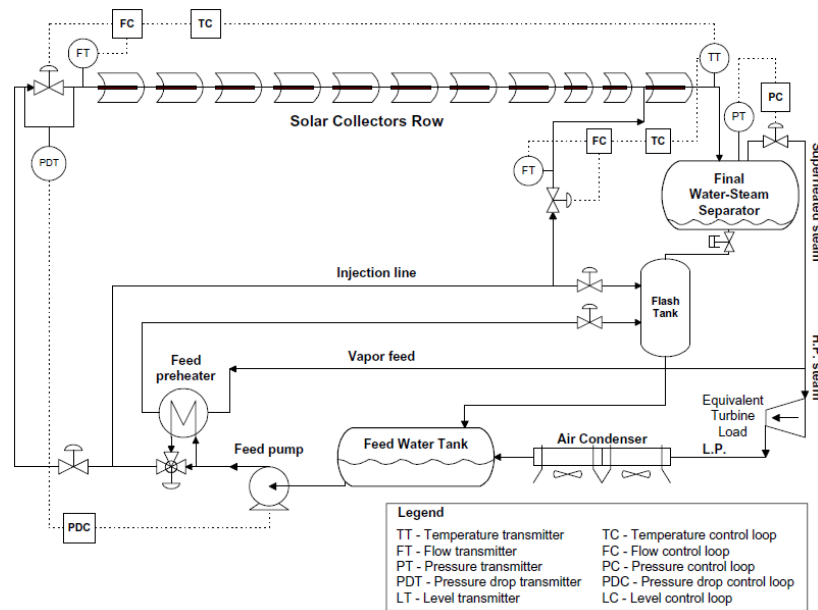 FC
TC
FT
TT
PT
PC
Solar Collectors Row
PDT
FC
TC
FT
Final
Water-Steam
Separator
Superheated steam
Injection line
Flash
Tank
Vapor feed
H.P. steam
Feed
preheater
Equivalent
Turbine
Load
L.P.
Feed pump
Feed Water Tank
Air Condenser
PDC
Legend
TT - Temperature transmitter
FT - Flow transmitter
PT - Pressure transmitter
PDT - Pressure drop transmitter
LT - Level transmitter
TC - Temperature control loop
FC - Flow control loop
PC - Pressure control loop
PDC - Pressure drop control loop
LC - Level control loop